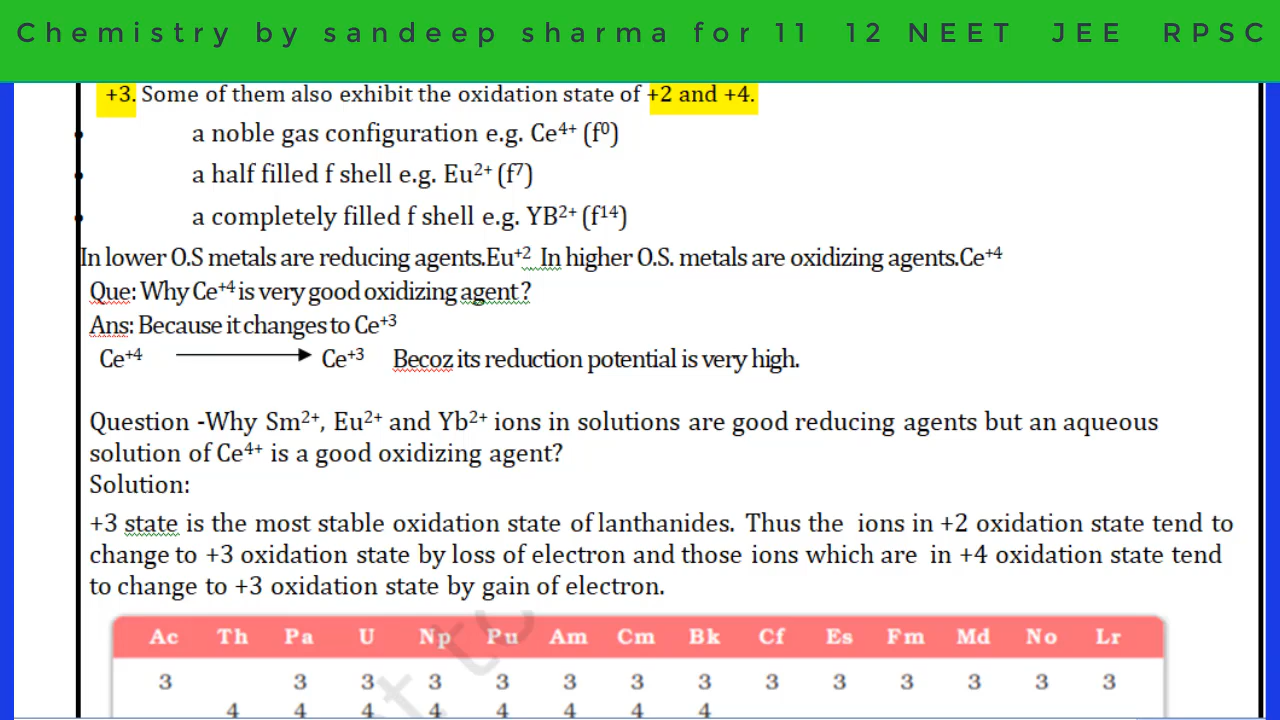 Chemistry by sandeep sharma for 11 12 NEET JEE RPSC
+3. Some of them also exhibit the oxidation state of +2 and +4.
• a noble gas configuration e.g. Ce⁴⁺ (f⁰)
• a half filled f shell e.g. Eu²⁺ (f⁷)
• a completely filled f shell e.g. YB²⁺ (f¹⁴)
In lower O.S metals are reducing agents.Eu⁺² In higher O.S. metals are oxidizing agents.Ce⁺⁴
Que: Why Ce⁺⁴ is very good oxidizing agent?
Ans: Because it changes to Ce⁺³
Ce⁺⁴ ⟶ Ce⁺³ Becoz its reduction potential is very high.
Question -Why Sm²⁺, Eu²⁺ and Yb²⁺ ions in solutions are good reducing agents but an aqueous
solution of Ce⁴⁺ is a good oxidizing agent?
Solution:
+3 state is the most stable oxidation state of lanthanides. Thus the ions in +2 oxidation state tend to
change to +3 oxidation state by loss of electron and those ions which are in +4 oxidation state tend
to change to +3 oxidation state by gain of electron.
Ac Th Pa U Np Pu Am Cm Bk Cf Es Fm Md No Lr
3 3 3 3 3 3 3 3 3 3 3 3 3 3
4 4 4 4 4 4 4 4